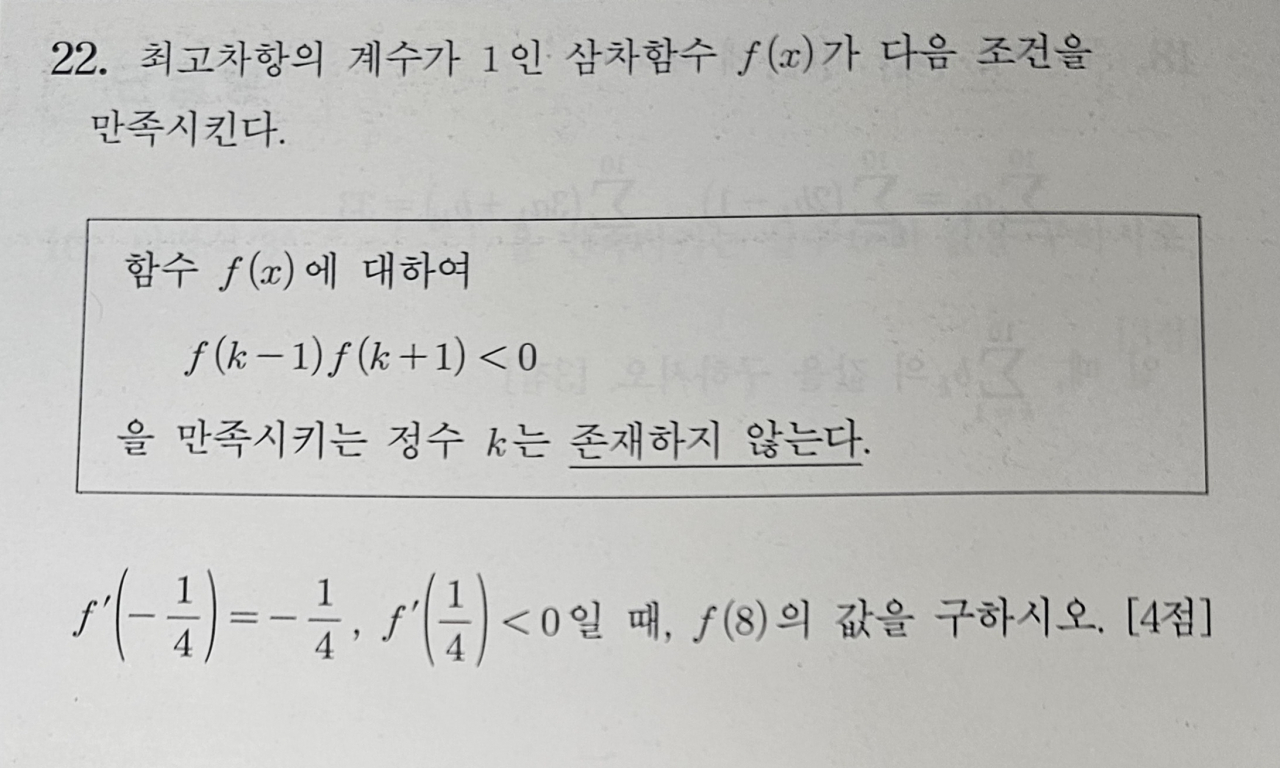 22. 최고차항의 계수가 1인 삼차함수 f(x)가 다음 조건을
만족시킨다.
함수 f(x)에 대하여
f(k−1)f(k+1)<0
을 만족시키는 정수 k는 존재하지 않는다.
f′(−1/4)=−1/4, f′(1/4)<0일 때, f(8)의 값을 구하시오. [4점]